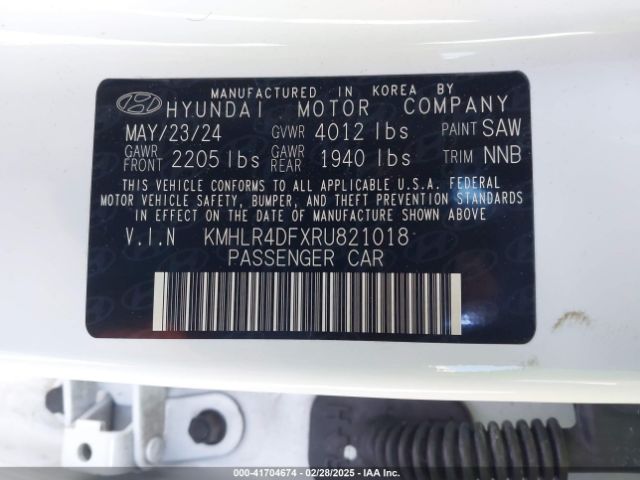 MANUFACTURED IN KOREA BY
HYUNDAI MOTOR COMPANY
MAY/23/24 GVWR 4012 lbs PAINT SAW
GAWR FRONT 2205 lbs GAWR REAR 1940 lbs TRIM NNB
THIS VEHICLE CONFORMS TO ALL APPLICABLE U.S.A. FEDERAL
MOTOR VEHICLE SAFETY, BUMPER, AND THEFT PREVENTION STANDARDS
IN EFFECT ON THE DATE OF MANUFACTURE SHOWN ABOVE
V.I.N KMHLR4DFXRU821018
PASSENGER CAR
000-41704674 / 02/28/2025 - IAA Inc.